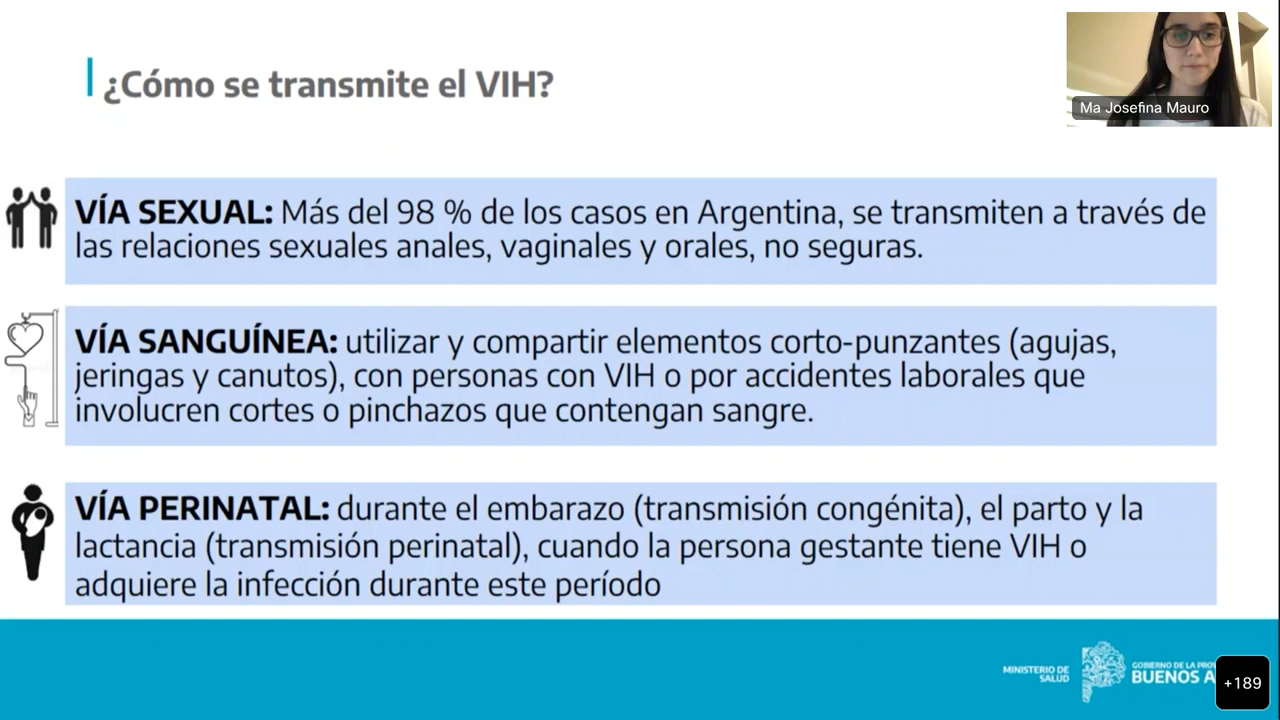 ¿Cómo se transmite el VIH?
Ma Josefina Mauro
VÍA SEXUAL: Más del 98 % de los casos en Argentina, se transmiten a través de
las relaciones sexuales anales, vaginales y orales, no seguras.
VÍA SANGUÍNEA: utilizar y compartir elementos corto-punzantes (agujas,
jeringas y canutos), con personas con VIH o por accidentes laborales que
involucren cortes o pinchazos que contengan sangre.
VÍA PERINATAL: durante el embarazo (transmisión congénita), el parto y la
lactancia (transmisión perinatal), cuando la persona gestante tiene VIH o
adquiere la infección durante este período
MINISTERIO DE
SALUD
GOBIERNO DE LA
BUENOS
+189